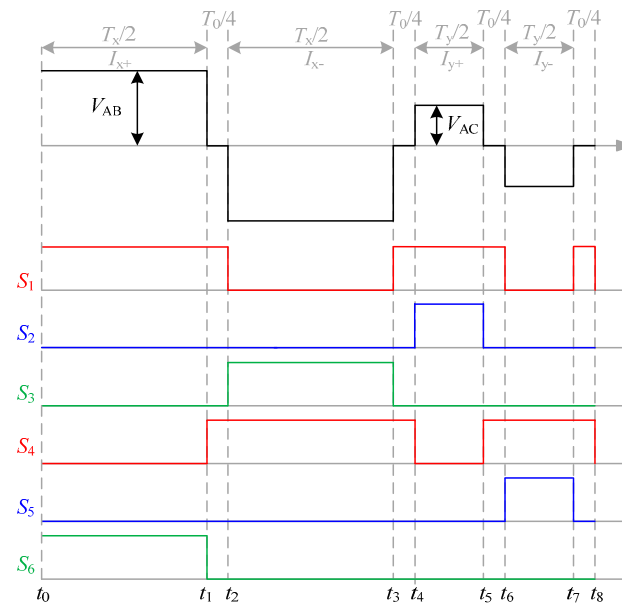 Tx/2 T0/4 Tx/2 T0/4 Ty/2 T0/4 Ty/2 T0/4
Ix+ Ix- Iy+ Iy-
VAB VAC
S1
S2
S3
S4
S5
S6
t0 t1 t2 t3 t4 t5 t6 t7 t8